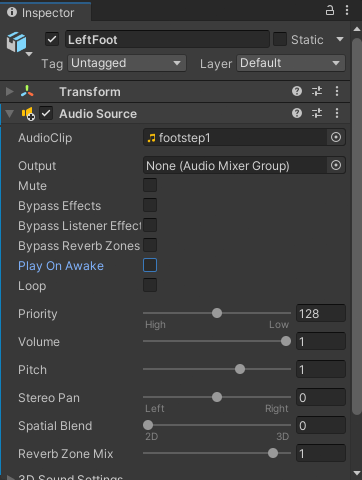 Inspector
LeftFoot Static
Tag Untagged Layer Default
Transform
Audio Source
AudioClip footstep1
Output None (Audio Mixer Group)
Mute
Bypass Effects
Bypass Listener Effect
Bypass Reverb Zones
Play On Awake
Loop
Priority 128
High Low
Volume 1
Pitch 1
Stereo Pan 0
Left Right
Spatial Blend 0
2D 3D
Reverb Zone Mix 1
3D Sound Settings